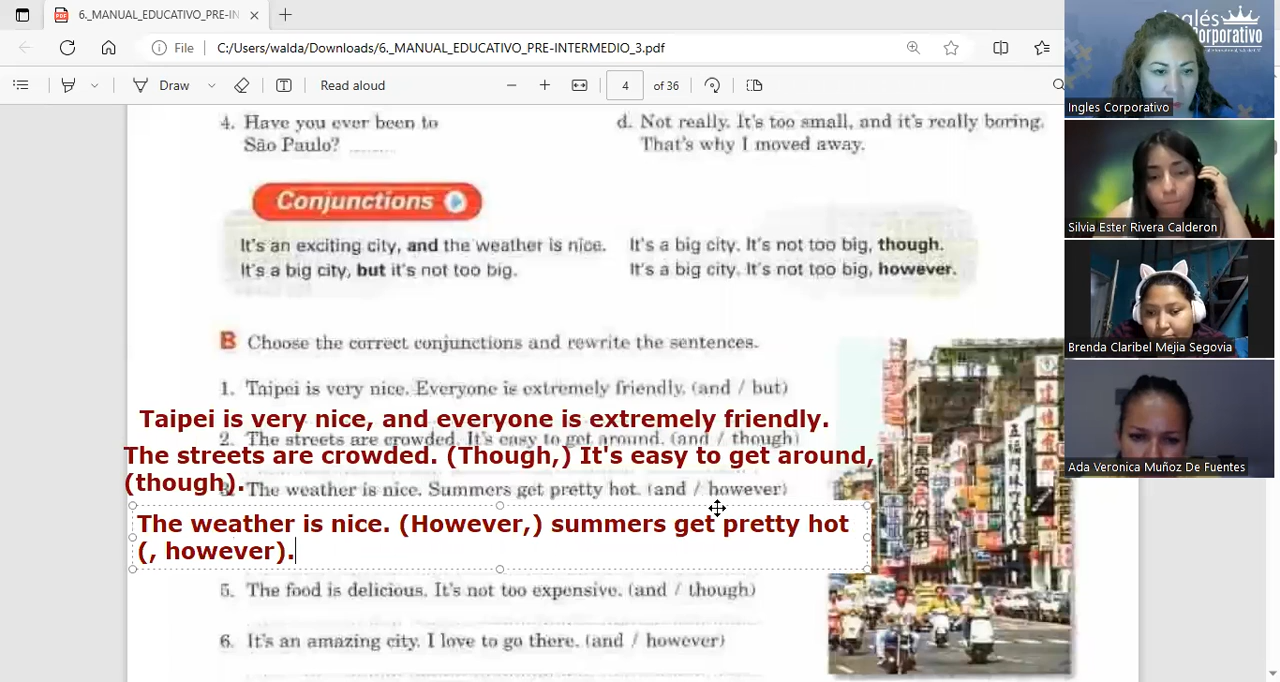 6._MANUAL_EDUCATIVO_PRE-IN
File C:/Users/walda/Downloads/6._MANUAL_EDUCATIVO_PRE-INTERMEDIO_3.pdf
Draw Read aloud 4 of 36
4. Have you ever been to
São Paulo?
d. Not really. It's too small, and it's really boring.
That's why I moved away.
Conjunctions
It's an exciting city, and the weather is nice.
It's a big city, but it's not too big.
It's a big city. It's not too big, though.
It's a big city. It's not too big, however.
B Choose the correct conjunctions and rewrite the sentences.
1. Taipei is very nice. Everyone is extremely friendly. (and / but)
Taipei is very nice, and everyone is extremely friendly.
2. The streets are crowded. It's easy to get around. (and / though)
The streets are crowded. (Though,) It's easy to get around,
(though).
3. The weather is nice. Summers get pretty hot. (and / however)
The weather is nice. (However,) summers get pretty hot
(, however).
5. The food is delicious. It's not too expensive. (and / though)
6. It's an amazing city. I love to go there. (and / however)
Inglés
Corporativo
Ingles Corporativo
Silvia Ester Rivera Calderon
Brenda Claribel Mejia Segovia
Ada Veronica Muñoz De Fuentes